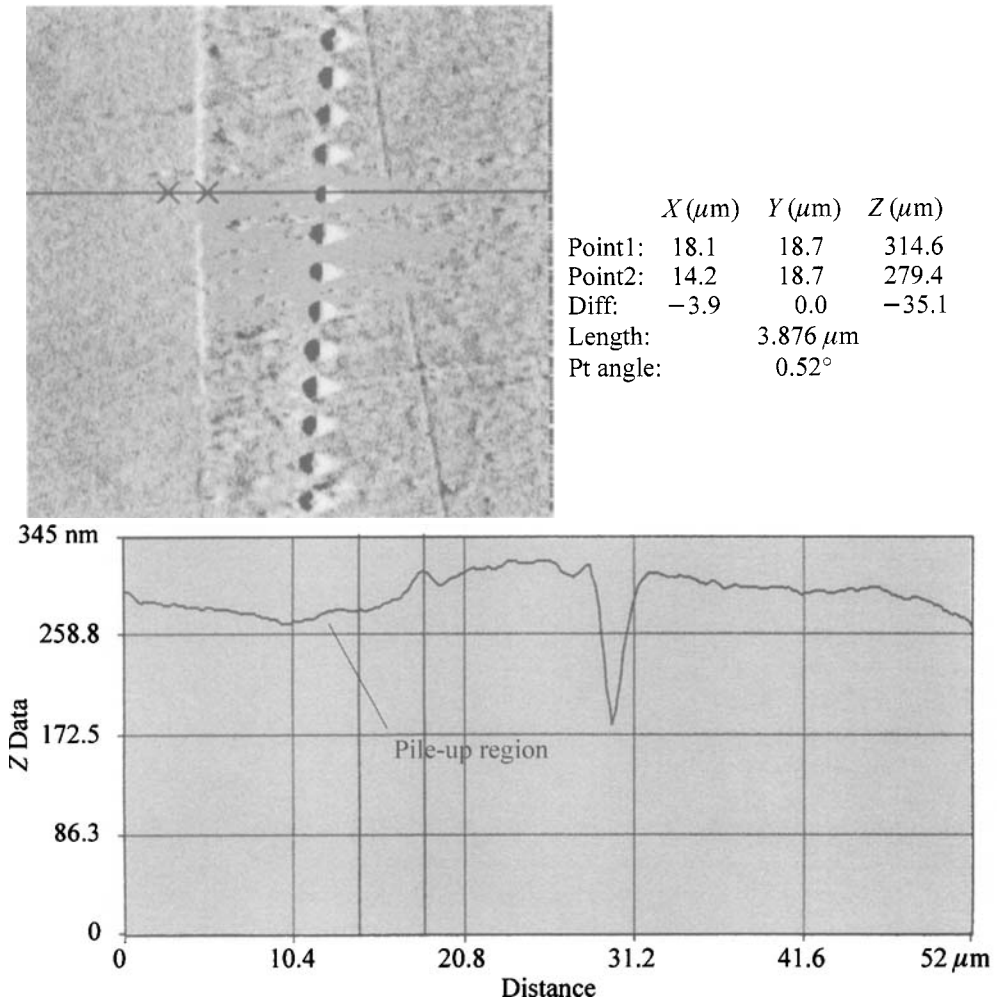 X (μm) Y (μm) Z (μm)
Point1: 18.1 18.7 314.6
Point2: 14.2 18.7 279.4
Diff: −3.9 0.0 −35.1
Length: 3.876 μm
Pt angle: 0.52°
345 nm
258.8
172.5
86.3
0
Z Data
Pile-up region
0 10.4 20.8 31.2 41.6 52 μm
Distance